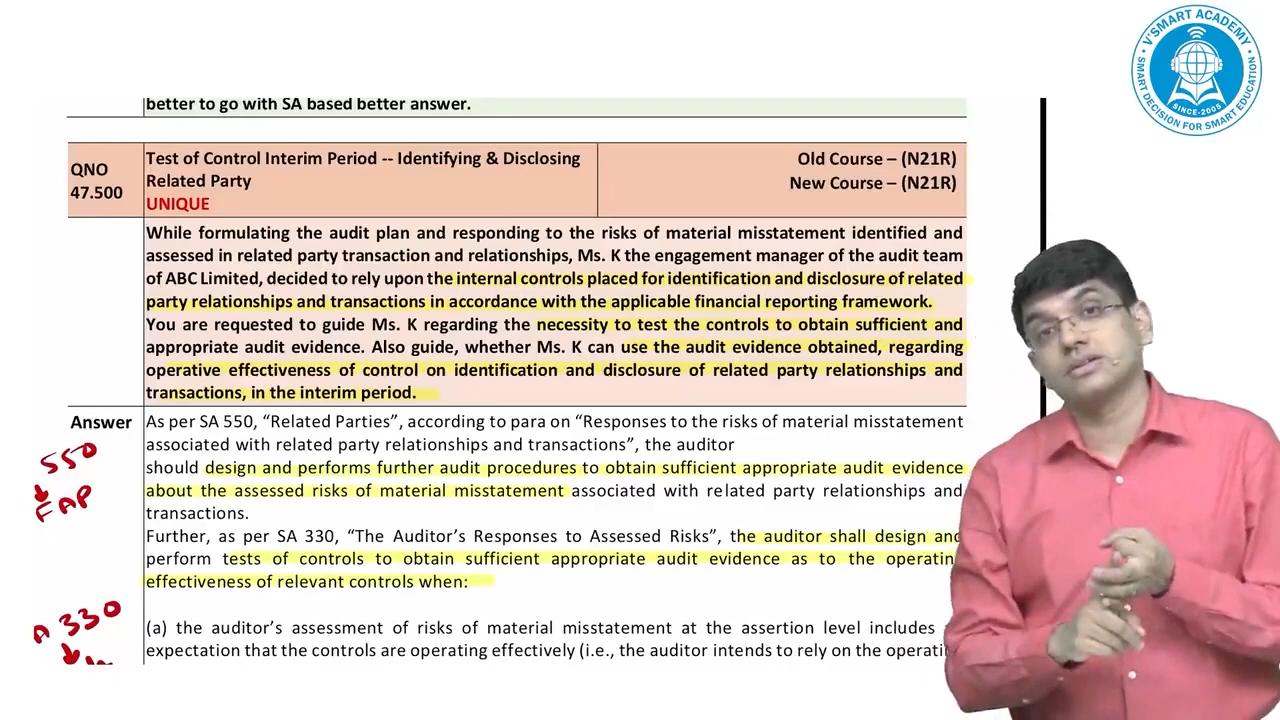 V'SMART ACADEMY
SMART DECISION FOR SMART EDUCATION
SINCE-2005
better to go with SA based better answer.
QNO
47.500
Test of Control Interim Period -- Identifying & Disclosing
Related Party
UNIQUE
Old Course – (N21R)
New Course – (N21R)
While formulating the audit plan and responding to the risks of material misstatement identified and
assessed in related party transaction and relationships, Ms. K the engagement manager of the audit team
of ABC Limited, decided to rely upon the internal controls placed for identification and disclosure of related
party relationships and transactions in accordance with the applicable financial reporting framework.
You are requested to guide Ms. K regarding the necessity to test the controls to obtain sufficient and
appropriate audit evidence. Also guide, whether Ms. K can use the audit evidence obtained, regarding
operative effectiveness of control on identification and disclosure of related party relationships and
transactions, in the interim period.
Answer
As per SA 550, “Related Parties”, according to para on “Responses to the risks of material misstatement
associated with related party relationships and transactions”, the auditor
should design and performs further audit procedures to obtain sufficient appropriate audit evidence
about the assessed risks of material misstatement associated with related party relationships and
transactions.
Further, as per SA 330, “The Auditor’s Responses to Assessed Risks”, the auditor shall design and
perform tests of controls to obtain sufficient appropriate audit evidence as to the operatin
effectiveness of relevant controls when:
(a) the auditor’s assessment of risks of material misstatement at the assertion level includes
expectation that the controls are operating effectively (i.e., the auditor intends to rely on the operati
550
FAP
A 330